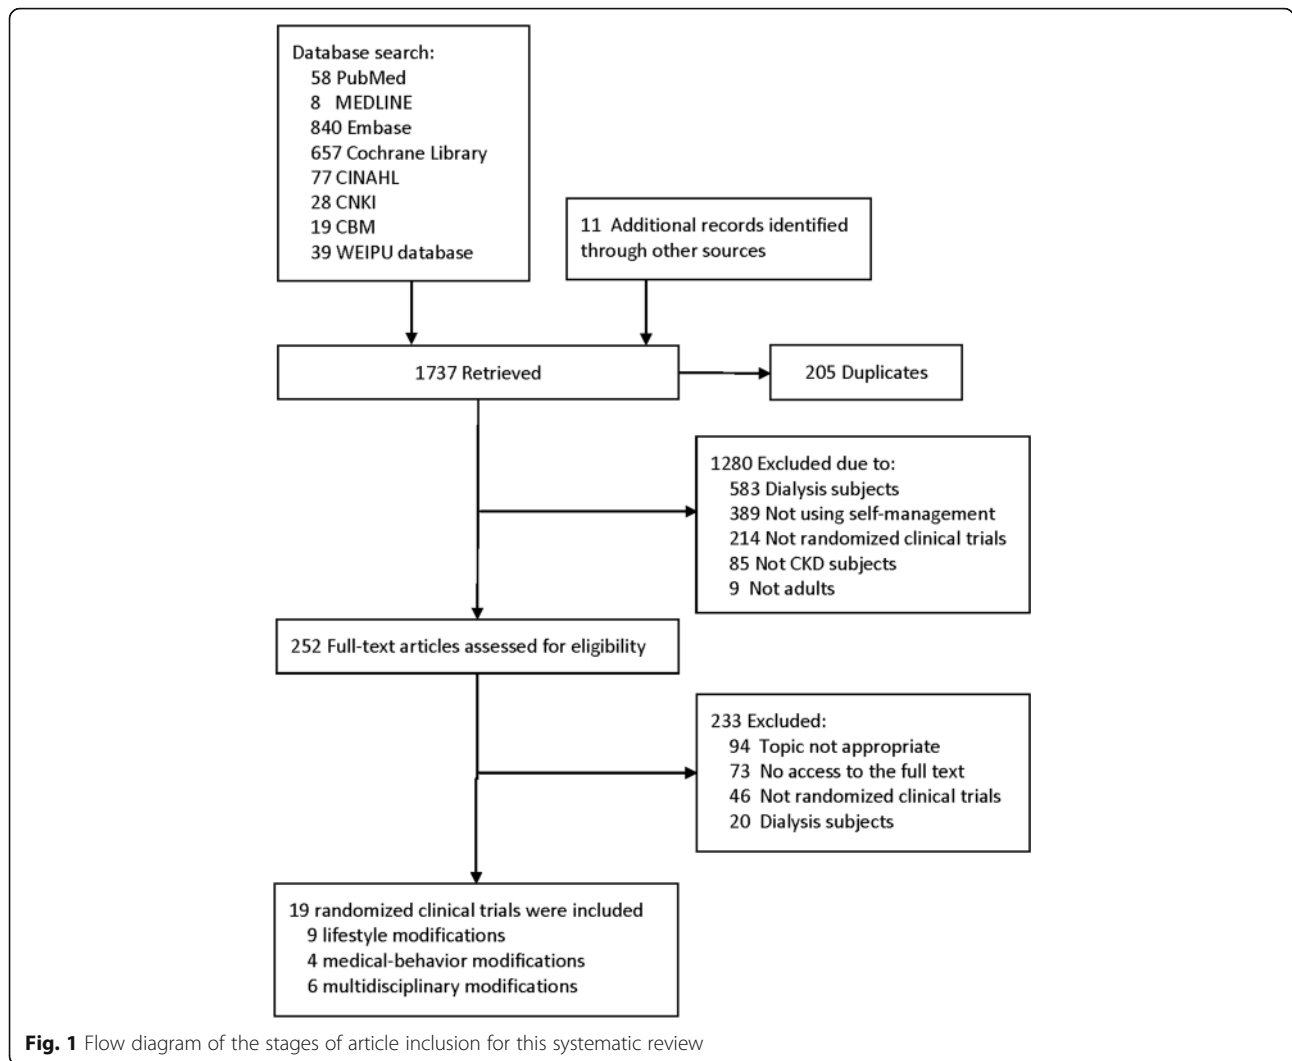 Database search:
58 PubMed
8 MEDLINE
840 Embase
657 Cochrane Library
77 CINAHL
28 CNKI
19 CBM
39 WEIPU database
11 Additional records identified
through other sources
1737 Retrieved
205 Duplicates
1280 Excluded due to:
583 Dialysis subjects
389 Not using self-management
214 Not randomized clinical trials
85 Not CKD subjects
9 Not adults
252 Full-text articles assessed for eligibility
233 Excluded:
94 Topic not appropriate
73 No access to the full text
46 Not randomized clinical trials
20 Dialysis subjects
19 randomized clinical trials were included
9 lifestyle modifications
4 medical-behavior modifications
6 multidisciplinary modifications
Fig. 1 Flow diagram of the stages of article inclusion for this systematic review